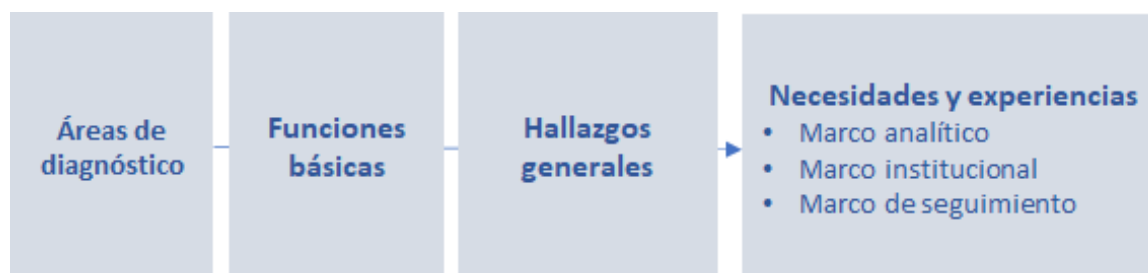 Áreas de
diagnóstico
Funciones
básicas
Hallazgos
generales
Necesidades y experiencias
• Marco analítico
• Marco institucional
• Marco de seguimiento